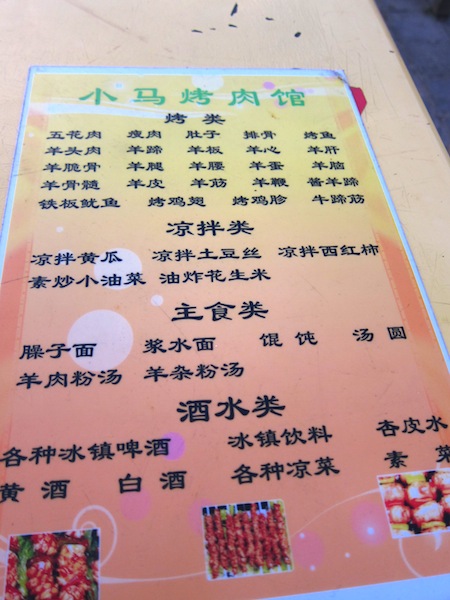 小马烤肉馆
烤 类
五花肉 瘦肉 肚子 排骨 烤鱼
羊头肉 羊蹄 羊板 羊心 羊肝
羊脆骨 羊腿 羊腰 羊蛋 羊脑
羊骨髓 羊皮 羊筋 羊鞭 酱羊蹄
铁板鱿鱼 烤鸡翅 烤鸡胗 牛蹄筋
凉拌类
凉拌黄瓜 凉拌土豆丝 凉拌西红柿
素炒小油菜 油炸花生米
主食类
臊子面 浆水面 馄饨 汤圆
羊肉粉汤 羊杂粉汤
酒水类
各种冰镇啤酒 冰镇饮料 杏皮水
黄酒 白酒 各种凉菜 素菜